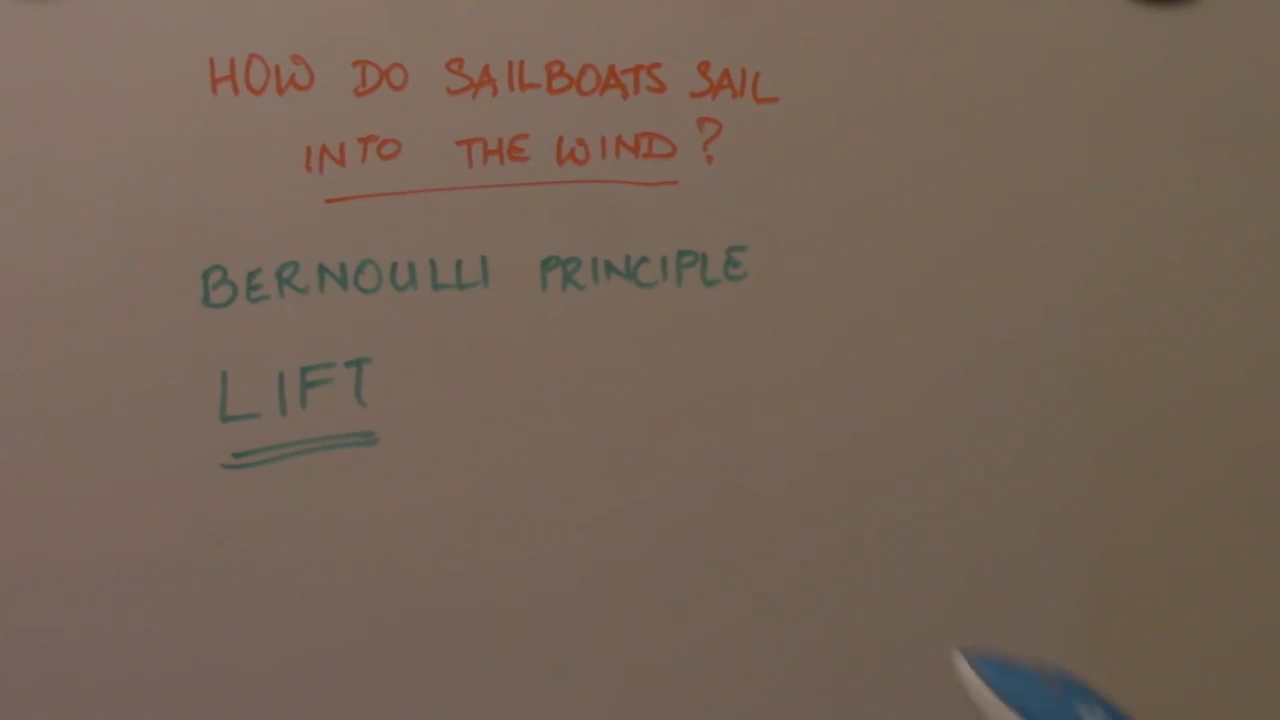 HOW DO SAILBOATS SAIL
INTO THE WIND?
BERNOULLI PRINCIPLE
LIFT